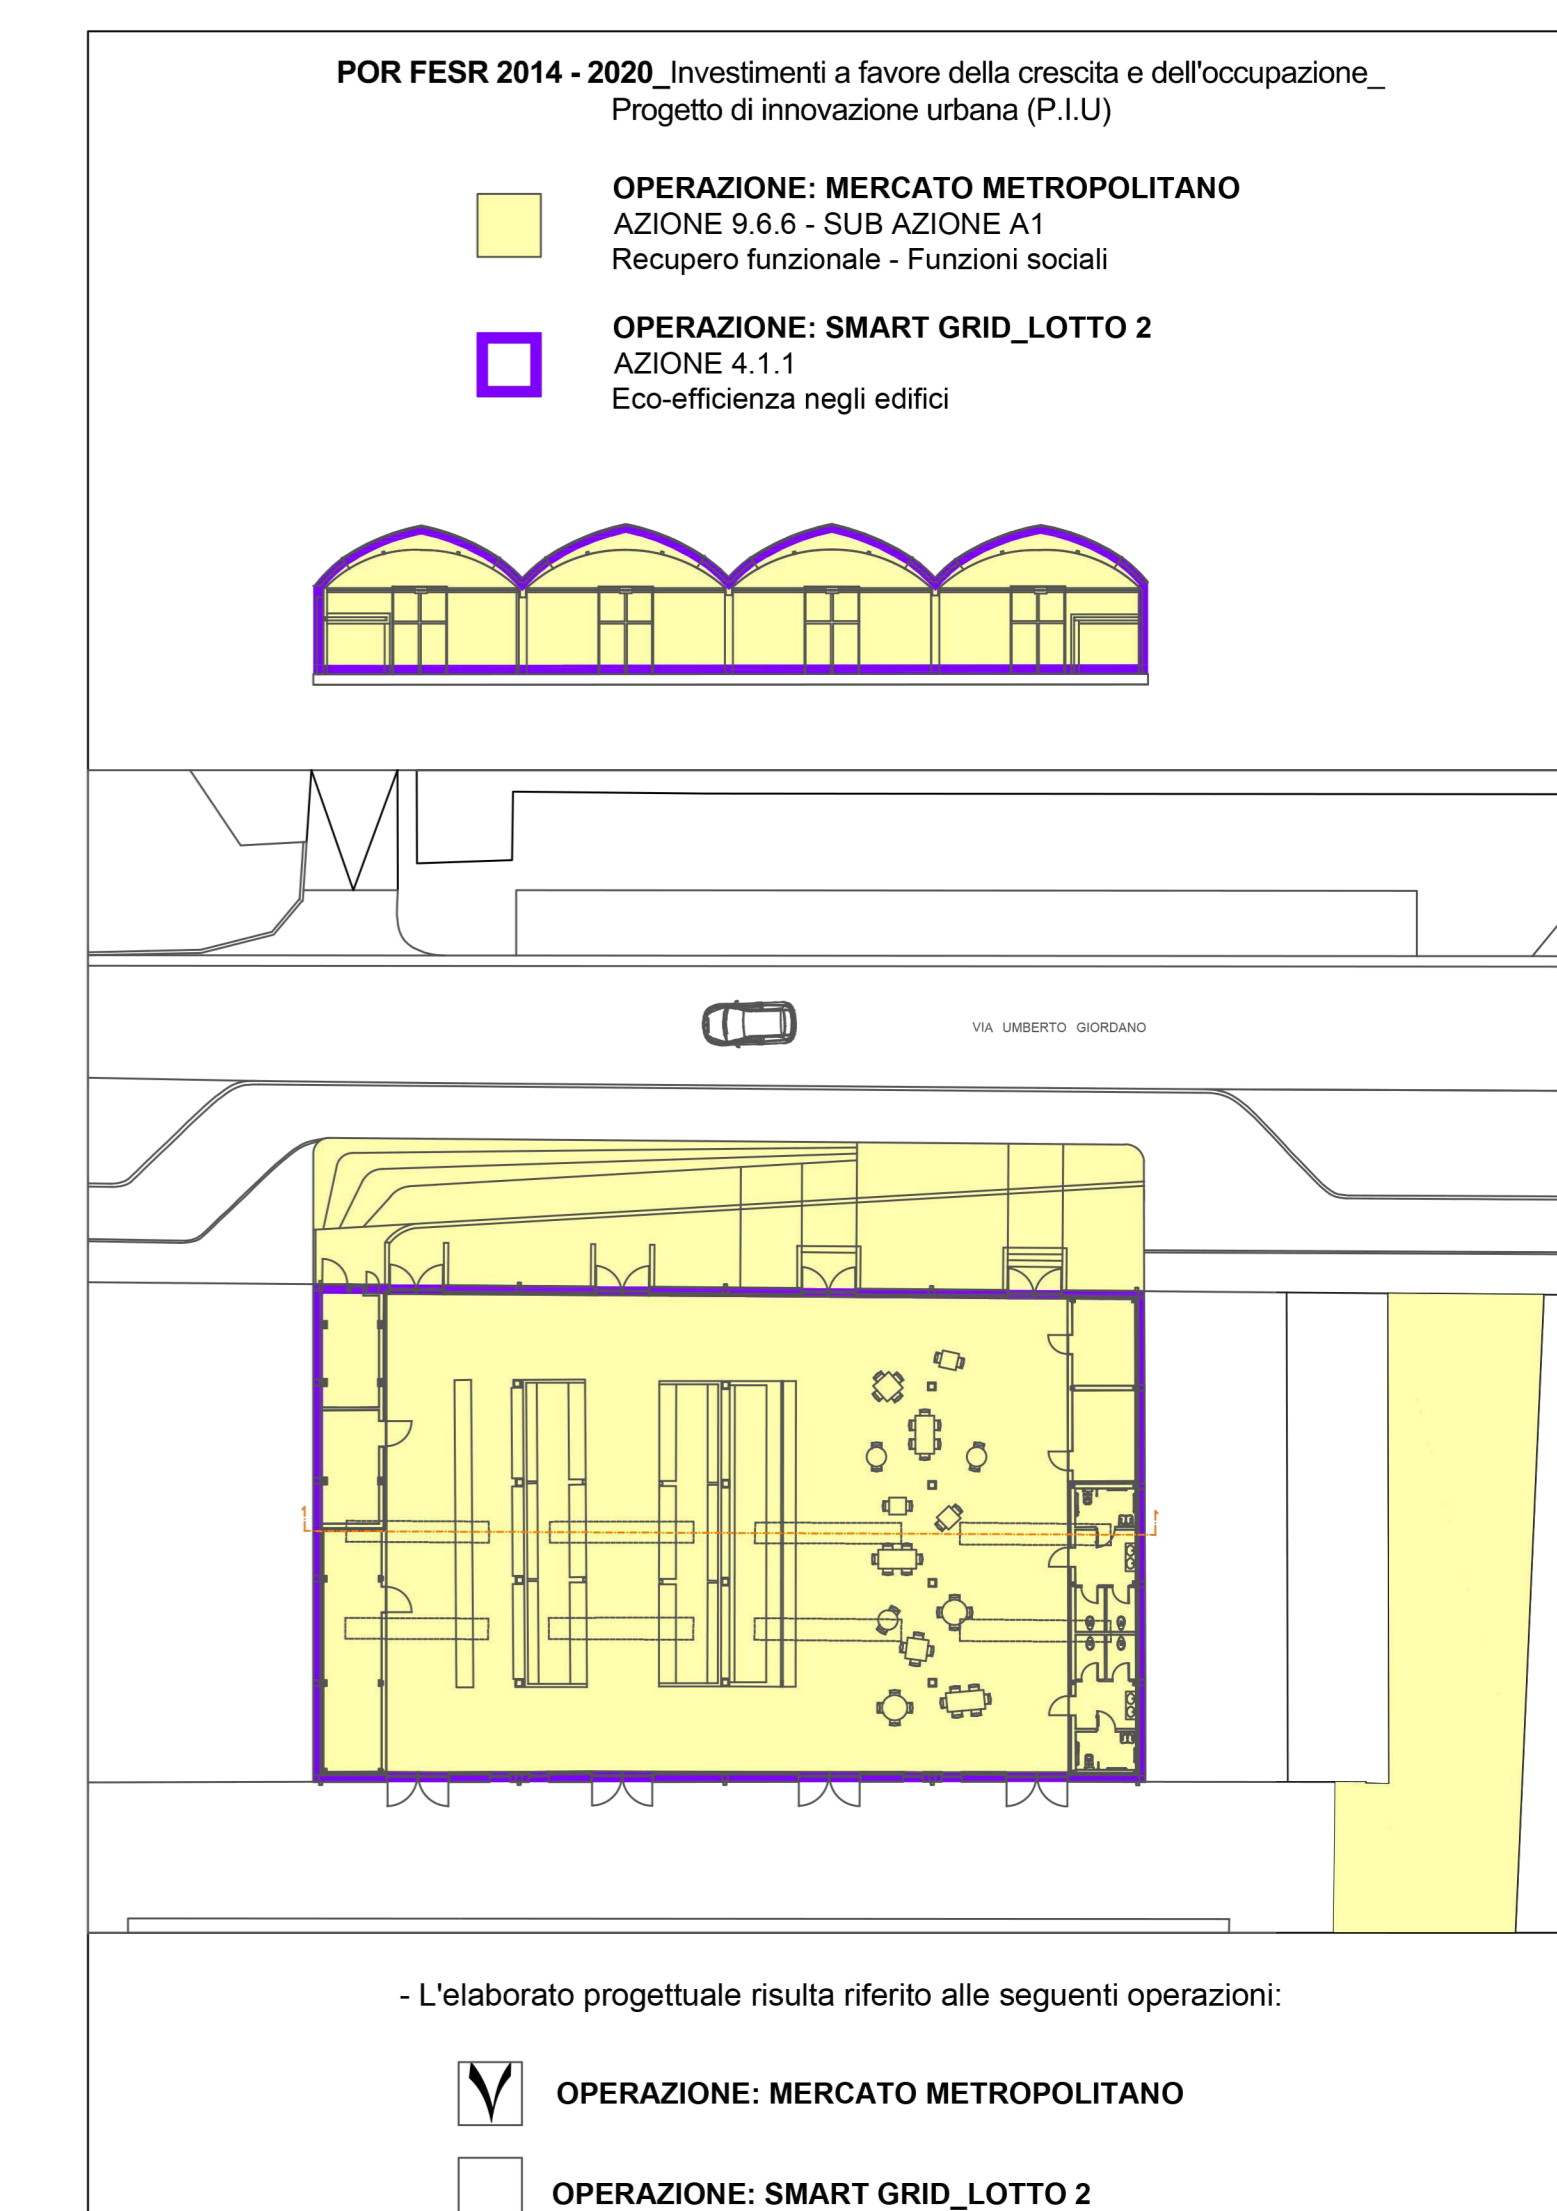 POR FESR 2014 - 2020_Investimenti a favore della crescita e dell'occupazione_
Progetto di innovazione urbana (P.I.U)
OPERAZIONE: MERCATO METROPOLITANO
AZIONE 9.6.6 - SUB AZIONE A1
Recupero funzionale - Funzioni sociali
OPERAZIONE: SMART GRID_LOTTO 2
AZIONE 4.1.1
Eco-efficienza negli edifici
VIA UMBERTO GIORDANO
1
1
- L'elaborato progettuale risulta riferito alle seguenti operazioni:
OPERAZIONE: MERCATO METROPOLITANO
OPERAZIONE: SMART GRID_LOTTO 2